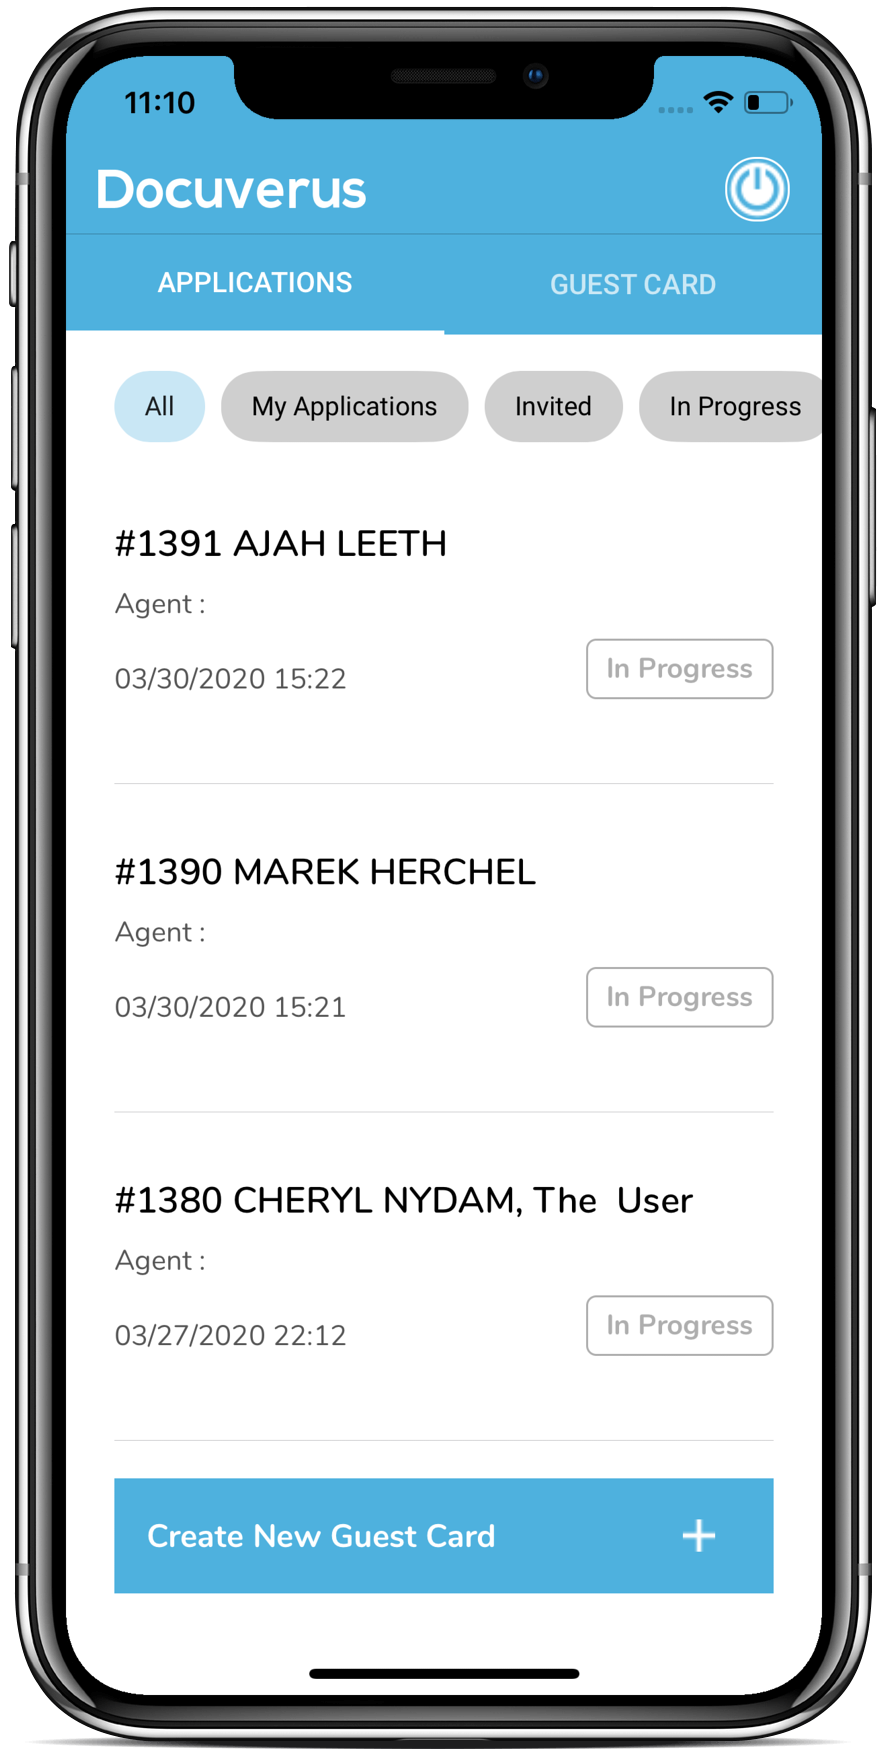 11:10
Docuverus
APPLICATIONS GUEST CARD
All My Applications Invited In Progress
#1391 AJAH LEETH
Agent :
03/30/2020 15:22 In Progress
#1390 MAREK HERCHEL
Agent :
03/30/2020 15:21 In Progress
#1380 CHERYL NYDAM, The  User
Agent :
03/27/2020 22:12 In Progress
Create New Guest Card +